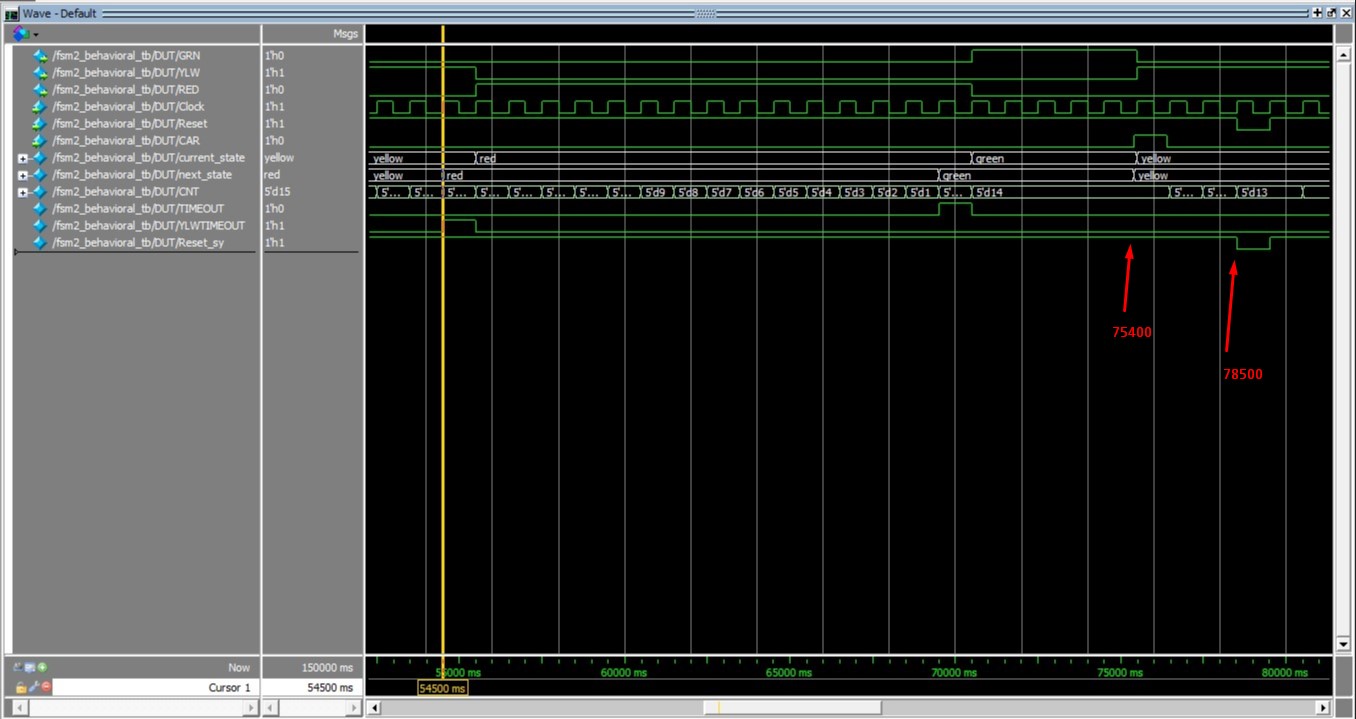 Wave - Default
Msgs
/fsm2_behavioral_tb/DUT/GRN 1'h0
/fsm2_behavioral_tb/DUT/YLW 1'h1
/fsm2_behavioral_tb/DUT/RED 1'h0
/fsm2_behavioral_tb/DUT/Clock 1'h1
/fsm2_behavioral_tb/DUT/Reset 1'h1
/fsm2_behavioral_tb/DUT/CAR 1'h0
/fsm2_behavioral_tb/DUT/current_state yellow yellow red green yellow
/fsm2_behavioral_tb/DUT/next_state red yellow red green yellow
/fsm2_behavioral_tb/DUT/CNT 5'd15 5'... 5'... 5'... 5'... 5'... 5'... 5'... 5'... 5'd9 5'd8 5'd7 5'd6 5'd5 5'd4 5'd3 5'd2 5'd1 5'... 5'd14 5'... 5'... 5'd13
/fsm2_behavioral_tb/DUT/TIMEOUT 1'h0
/fsm2_behavioral_tb/DUT/YLWTIMEOUT 1'h1
/fsm2_behavioral_tb/DUT/Reset_sy 1'h1
75400
78500
Now 150000 ms 55000 ms 60000 ms 65000 ms 70000 ms 75000 ms 80000 ms
Cursor 1 54500 ms 54500 ms